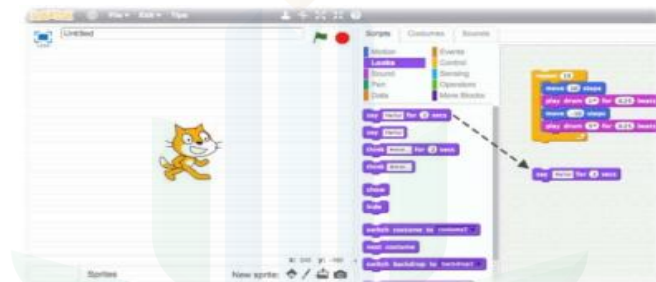 File Edit Tips
Untitled
Scripts Costumes Sounds
Motion Events
Looks Control
Sound Sensing
Pen Operators
Data More Blocks
say Hello! for 2 secs
say Hello!
think Hmm... for 2 secs
think Hmm...
show
hide
switch costume to costume2
next costume
switch backdrop to backdrop1
repeat 10
move 10 steps
play drum for 0.25 beats
move steps
play drum for 0.25 beats
say Hello! for 2 secs
Sprites New sprite: